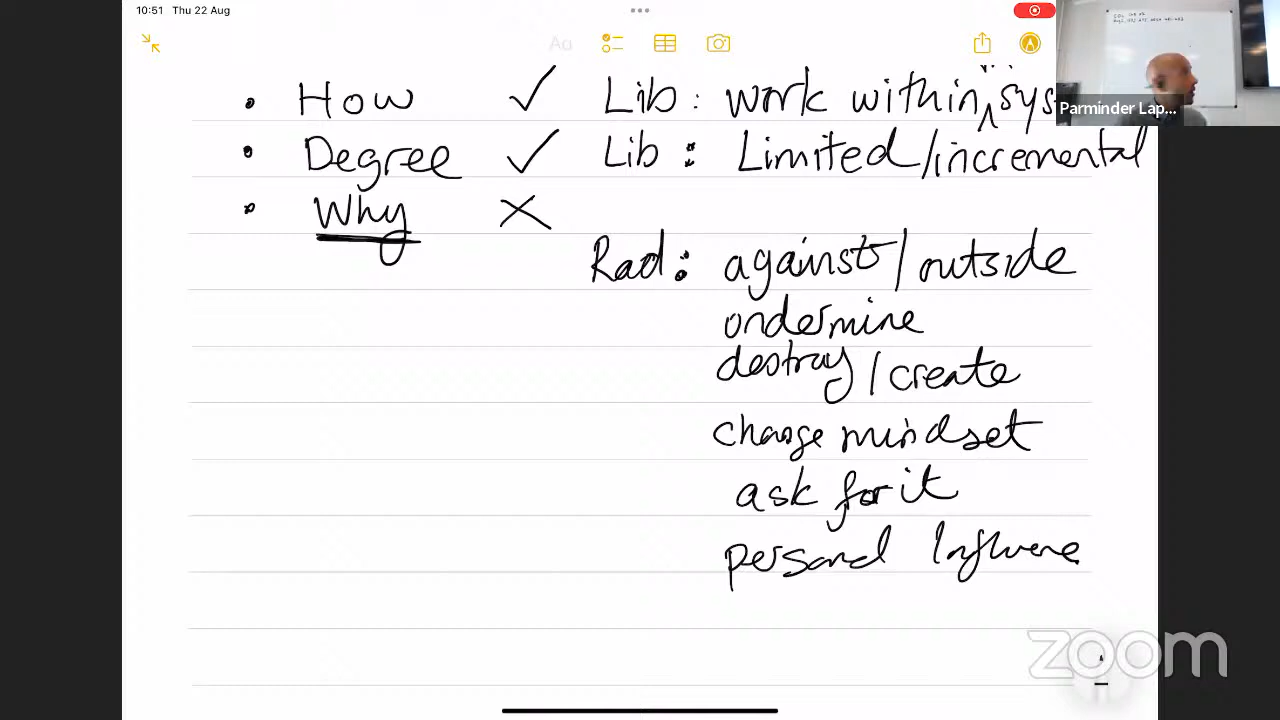 10:51 Thu 22 Aug
Aa
• How ✓ Lib: work within sys
Parminder Lap...
• Degree ✓ Lib: Limited/incremental
• Why ✗
Rad: against/outside
undermine
destroy/create
change mindset
ask for it
personal Influence
zoom